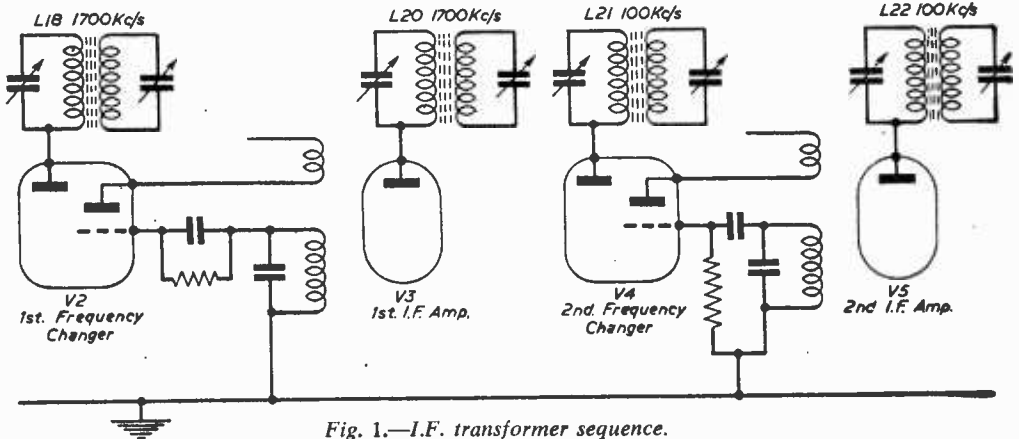 L18 1700Kc/s
L20 1700Kc/s
L21 100Kc/s
L22 100Kc/s
V2
1st. Frequency
Changer
V3
1st. I.F. Amp.
V4
2nd. Frequency
Changer
V5
2nd I.F. Amp.
Fig. 1.—I.F. transformer sequence.